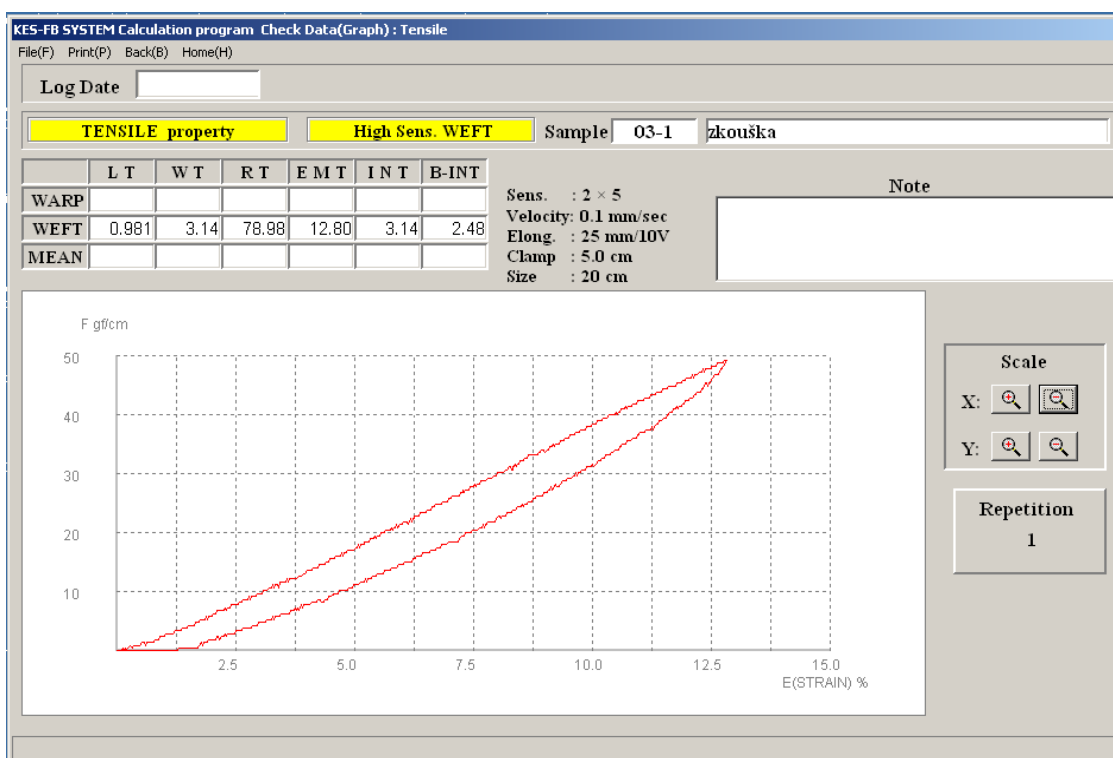 KES-FB SYSTEM Calculation program Check Data(Graph) : Tensile
File(F) Print(P) Back(B) Home(H)
Log Date
TENSILE property High Sens. WEFT Sample 03-1 zkouška
L T W T R T E M T I N T B-INT
WARP
WEFT 0.981 3.14 78.98 12.80 3.14 2.48
MEAN
Sens. : 2 × 5
Velocity: 0.1 mm/sec
Elong. : 25 mm/10V
Clamp : 5.0 cm
Size : 20 cm
Note
F gf/cm
50
40
30
20
10
2.5 5.0 7.5 10.0 12.5 15.0
E(STRAIN) %
Scale
X:
Y:
Repetition
1